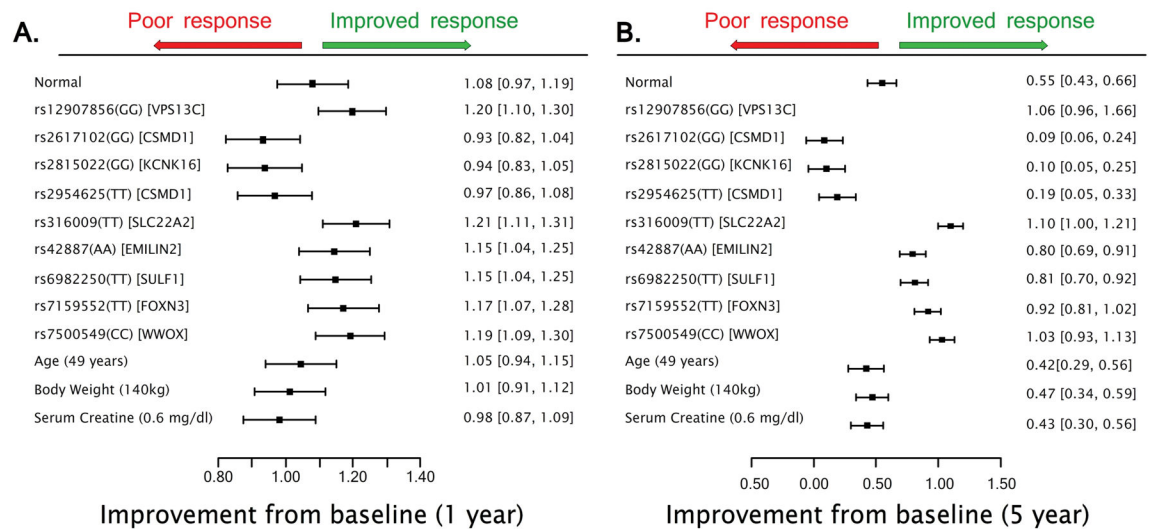 A.
Poor response
Improved response
Normal 1.08 [0.97, 1.19]
rs12907856(GG) [VPS13C] 1.20 [1.10, 1.30]
rs2617102(GG) [CSMD1] 0.93 [0.82, 1.04]
rs2815022(GG) [KCNK16] 0.94 [0.83, 1.05]
rs2954625(TT) [CSMD1] 0.97 [0.86, 1.08]
rs316009(TT) [SLC22A2] 1.21 [1.11, 1.31]
rs42887(AA) [EMILIN2] 1.15 [1.04, 1.25]
rs6982250(TT) [SULF1] 1.15 [1.04, 1.25]
rs7159552(TT) [FOXN3] 1.17 [1.07, 1.28]
rs7500549(CC) [WWOX] 1.19 [1.09, 1.30]
Age (49 years) 1.05 [0.94, 1.15]
Body Weight (140kg) 1.01 [0.91, 1.12]
Serum Creatine (0.6 mg/dl) 0.98 [0.87, 1.09]
0.80 1.00 1.20 1.40
Improvement from baseline (1 year)
B.
Poor response
Improved response
Normal 0.55 [0.43, 0.66]
rs12907856(GG) [VPS13C] 1.06 [0.96, 1.66]
rs2617102(GG) [CSMD1] 0.09 [0.06, 0.24]
rs2815022(GG) [KCNK16] 0.10 [0.05, 0.25]
rs2954625(TT) [CSMD1] 0.19 [0.05, 0.33]
rs316009(TT) [SLC22A2] 1.10 [1.00, 1.21]
rs42887(AA) [EMILIN2] 0.80 [0.69, 0.91]
rs6982250(TT) [SULF1] 0.81 [0.70, 0.92]
rs7159552(TT) [FOXN3] 0.92 [0.81, 1.02]
rs7500549(CC) [WWOX] 1.03 [0.93, 1.13]
Age (49 years) 0.42[0.29, 0.56]
Body Weight (140kg) 0.47 [0.34, 0.59]
Serum Creatine (0.6 mg/dl) 0.43 [0.30, 0.56]
0.50 0.00 0.50 1.00 1.50
Improvement from baseline (5 year)